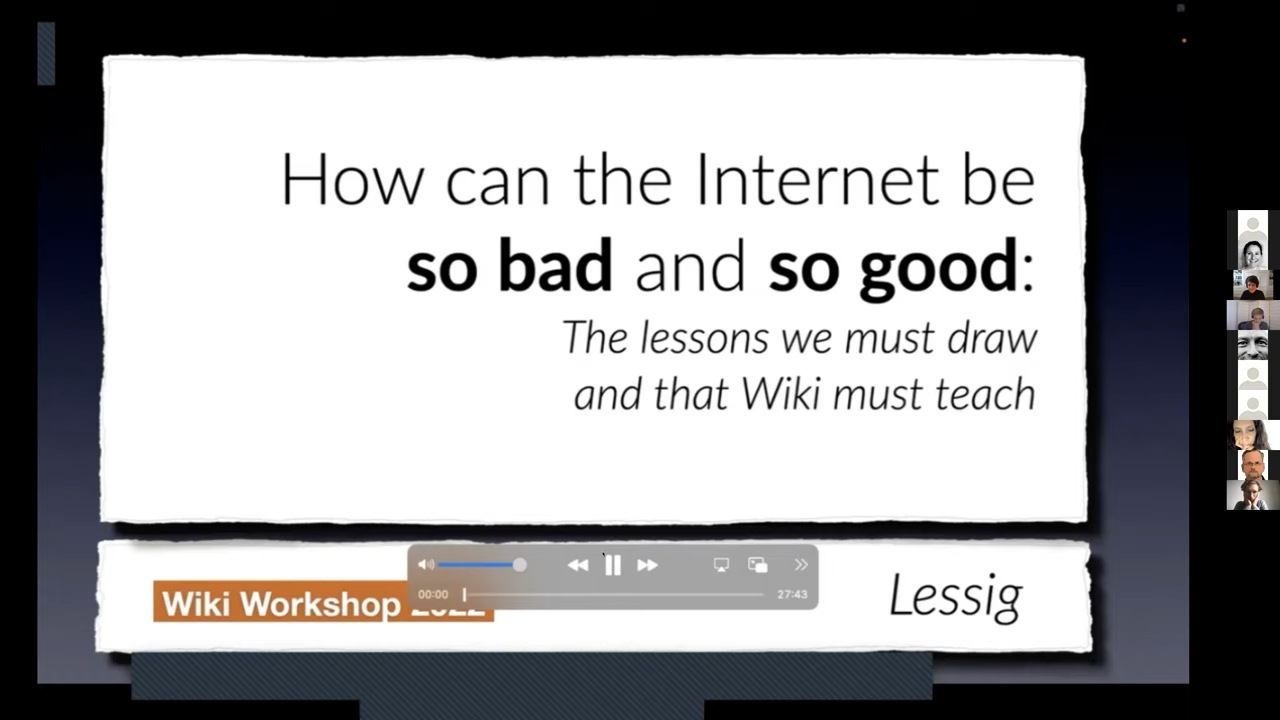 How can the Internet be
so bad and so good:
The lessons we must draw
and that Wiki must teach
Wiki Workshop 2022
Lessig
00:00
27:43